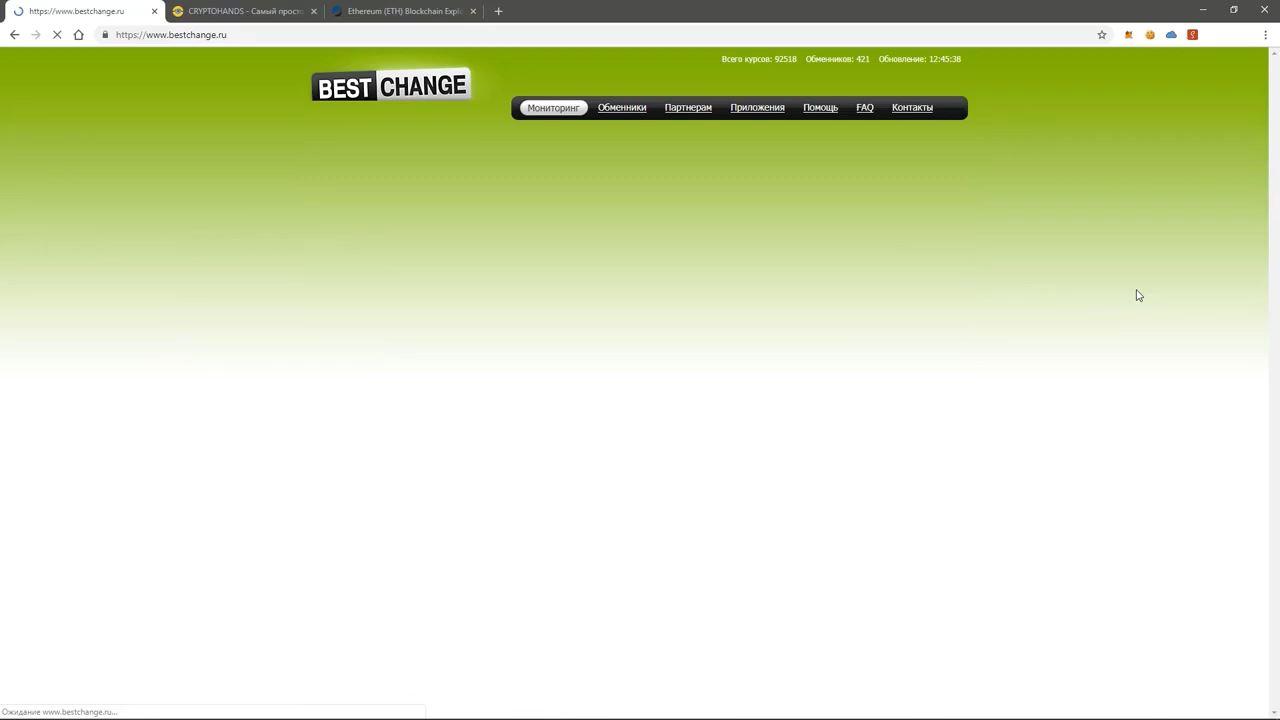 https://www.bestchange.ru
CRYPTOHANDS - Самый просто
Ethereum (ETH) Blockchain Expl
https://www.bestchange.ru
Всего курсов: 92518 Обменников: 421 Обновление: 12:45:38
BEST CHANGE
Мониторинг Обменники Партнерам Приложения Помощь FAQ Контакты
Ожидание www.bestchange.ru...